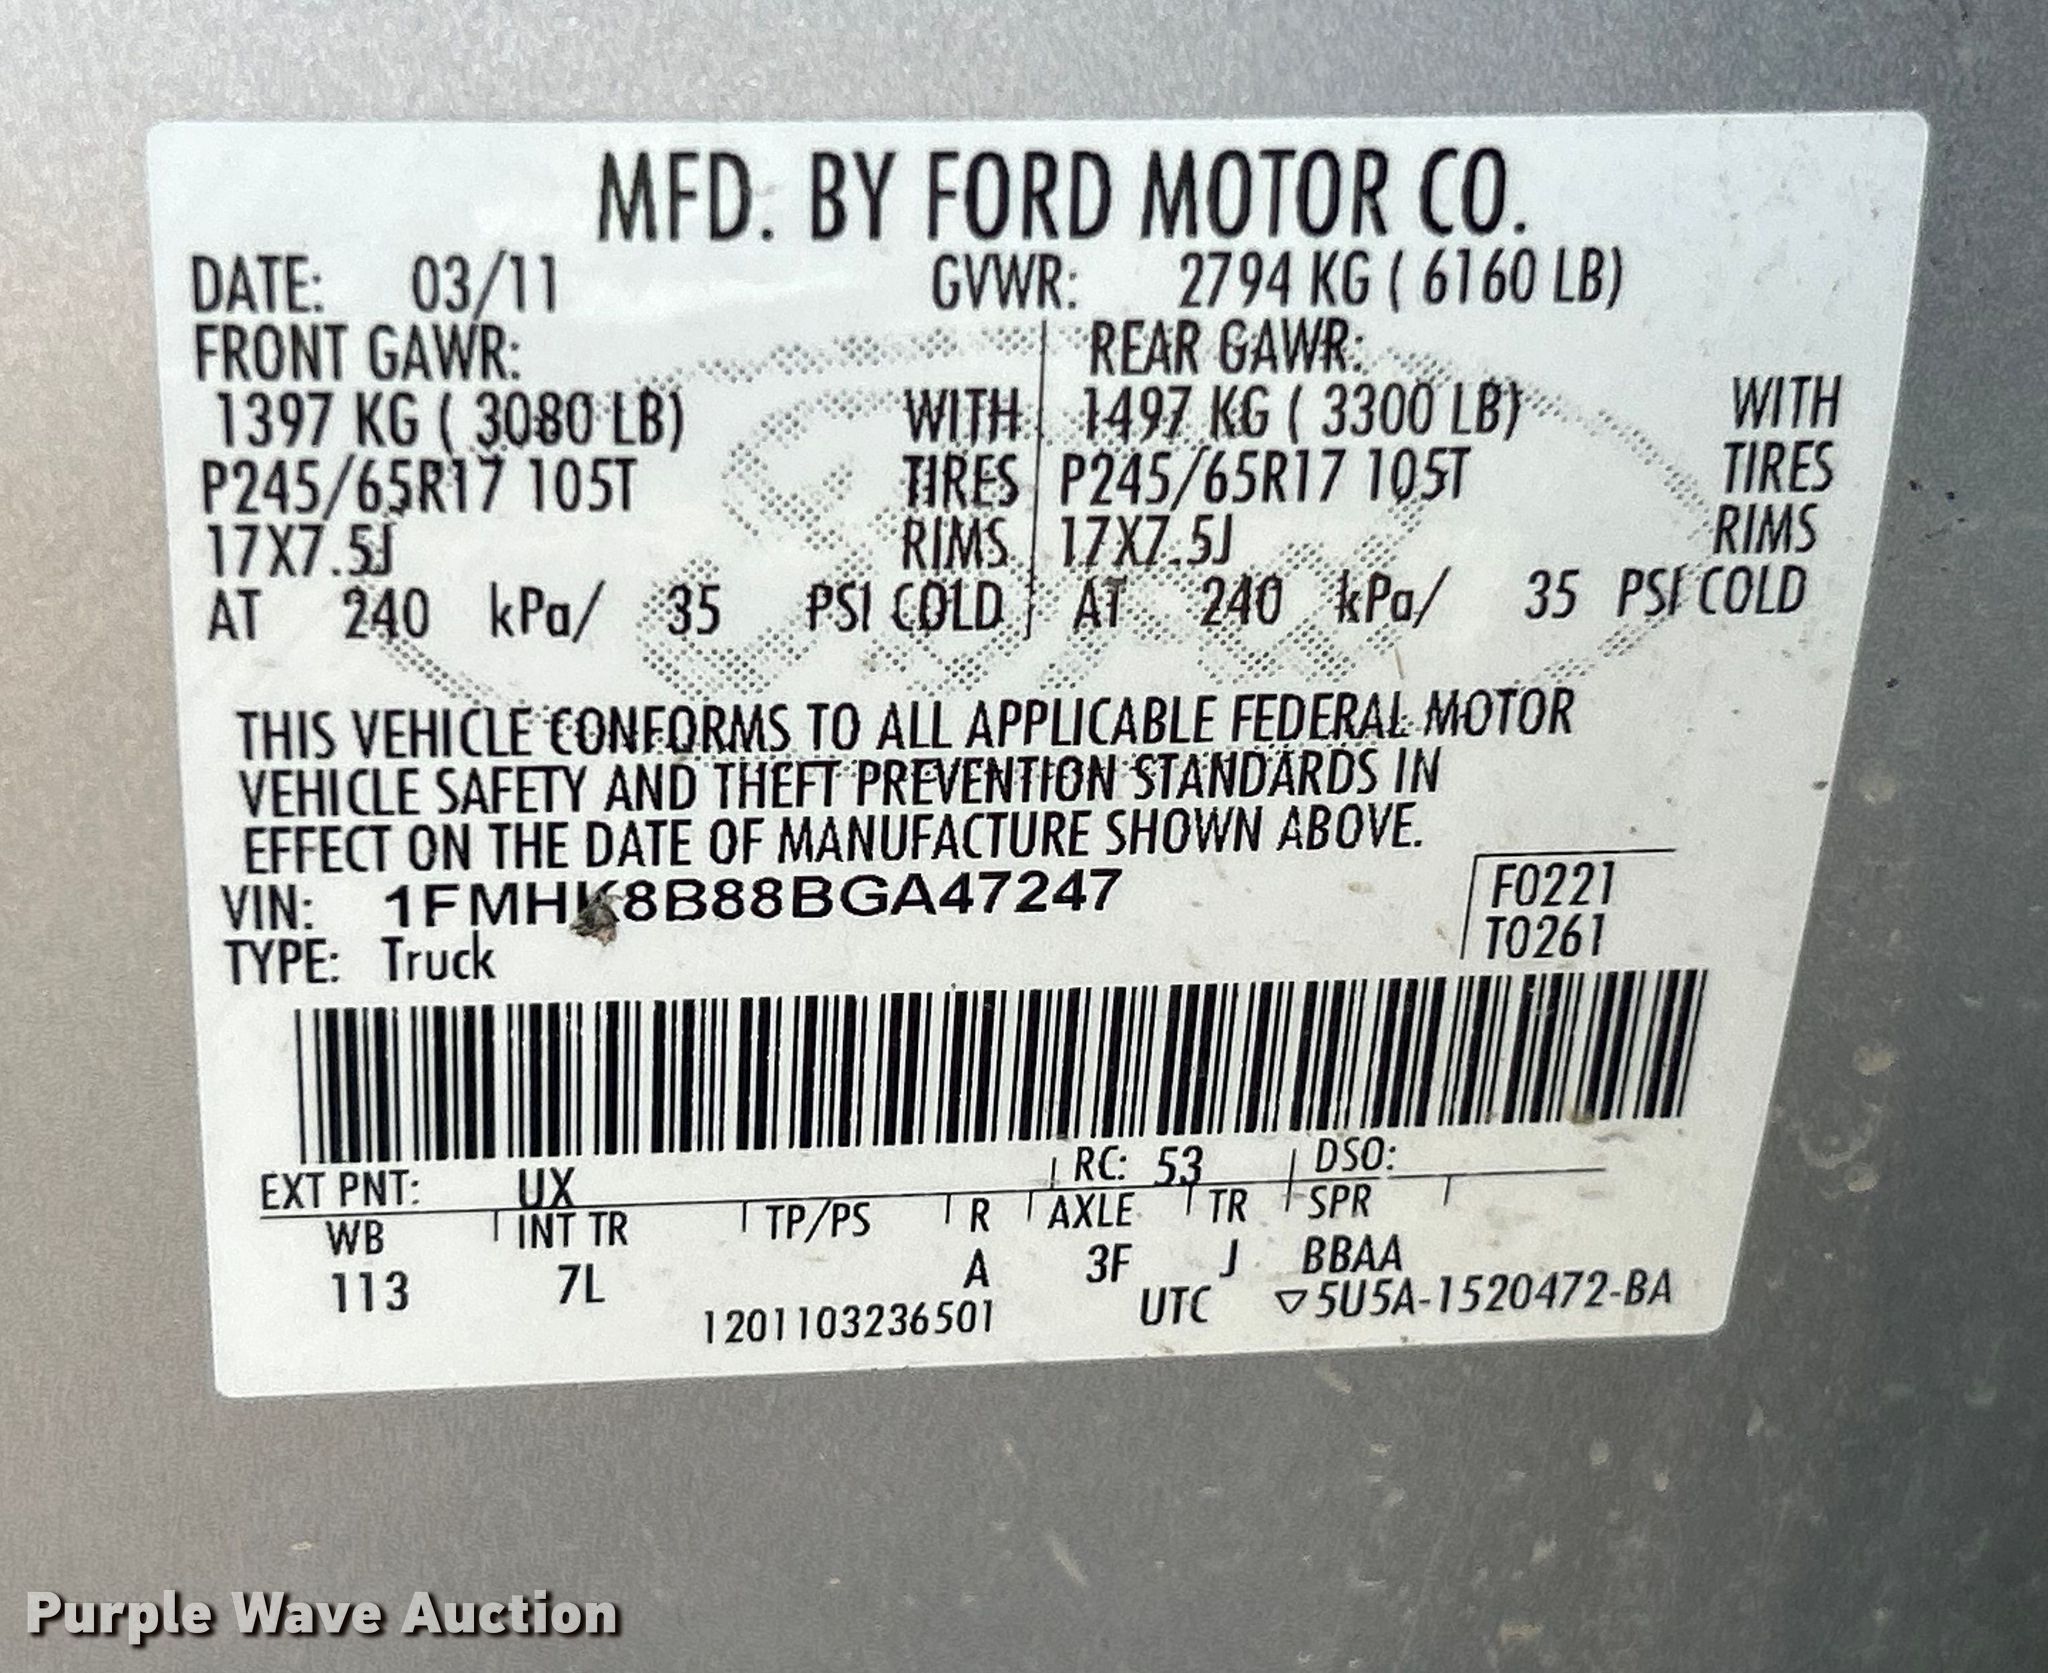 MFD. BY FORD MOTOR CO.
DATE: 03/11 GVWR: 2794 KG ( 6160 LB)
FRONT GAWR: REAR GAWR:
1397 KG ( 3080 LB) WITH 1497 KG ( 3300 LB) WITH
P245/65R17 105T TIRES P245/65R17 105T TIRES
17X7.5J RIMS 17X7.5J RIMS
AT 240 kPa/ 35 PSI COLD AT 240 kPa/ 35 PSI COLD
THIS VEHICLE CONFORMS TO ALL APPLICABLE FEDERAL MOTOR
VEHICLE SAFETY AND THEFT PREVENTION STANDARDS IN
EFFECT ON THE DATE OF MANUFACTURE SHOWN ABOVE.
VIN: 1FMHK8B88BGA47247 F0221
TYPE: Truck T0261
EXT PNT: UX RC: 53 DSO:
WB INT TR TP/PS R AXLE TR SPR
113 7L A 3F J BBAA
1201103236501 UTC ▽5U5A-1520472-BA
Purple Wave Auction